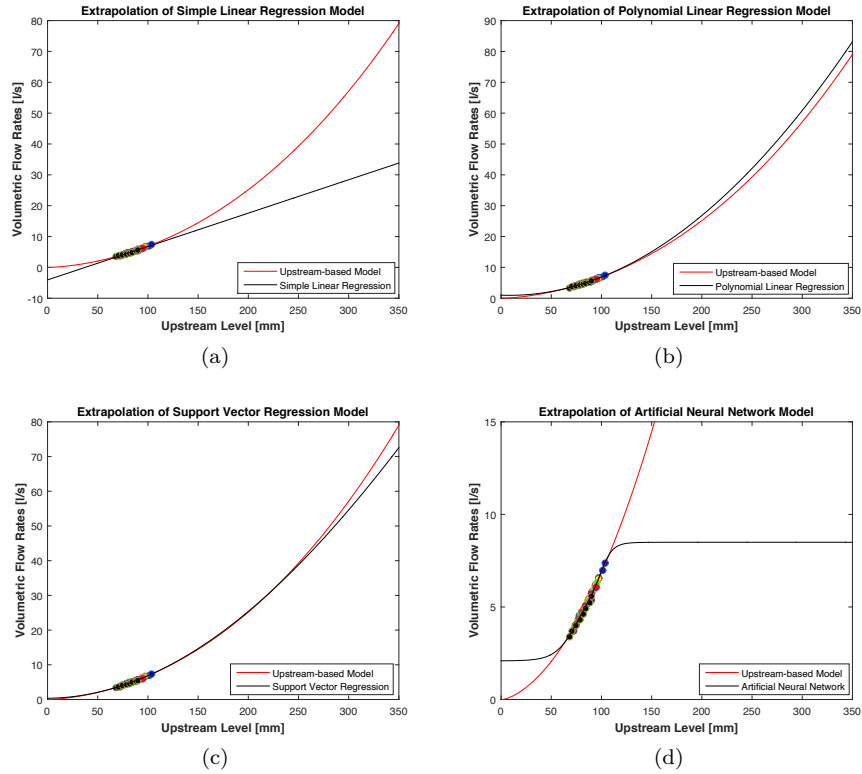 Extrapolation of Simple Linear Regression Model
Volumetric Flow Rates [l/s]
80
70
60
50
40
30
20
10
0
-10
0 50 100 150 200 250 300 350
Upstream Level [mm]
Upstream-based Model
Simple Linear Regression
(a)
Extrapolation of Polynomial Linear Regression Model
Volumetric Flow Rates [l/s]
90
80
70
60
50
40
30
20
10
0
0 50 100 150 200 250 300 350
Upstream Level [mm]
Upstream-based Model
Polynomial Linear Regression
(b)
Extrapolation of Support Vector Regression Model
Volumetric Flow Rates [l/s]
80
70
60
50
40
30
20
10
0
0 50 100 150 200 250 300 350
Upstream Level [mm]
Upstream-based Model
Support Vector Regression
(c)
Extrapolation of Artificial Neural Network Model
Volumetric Flow Rates [l/s]
15
10
5
0
0 50 100 150 200 250 300 350
Upstream Level [mm]
Upstream-based Model
Artificial Neural Network
(d)